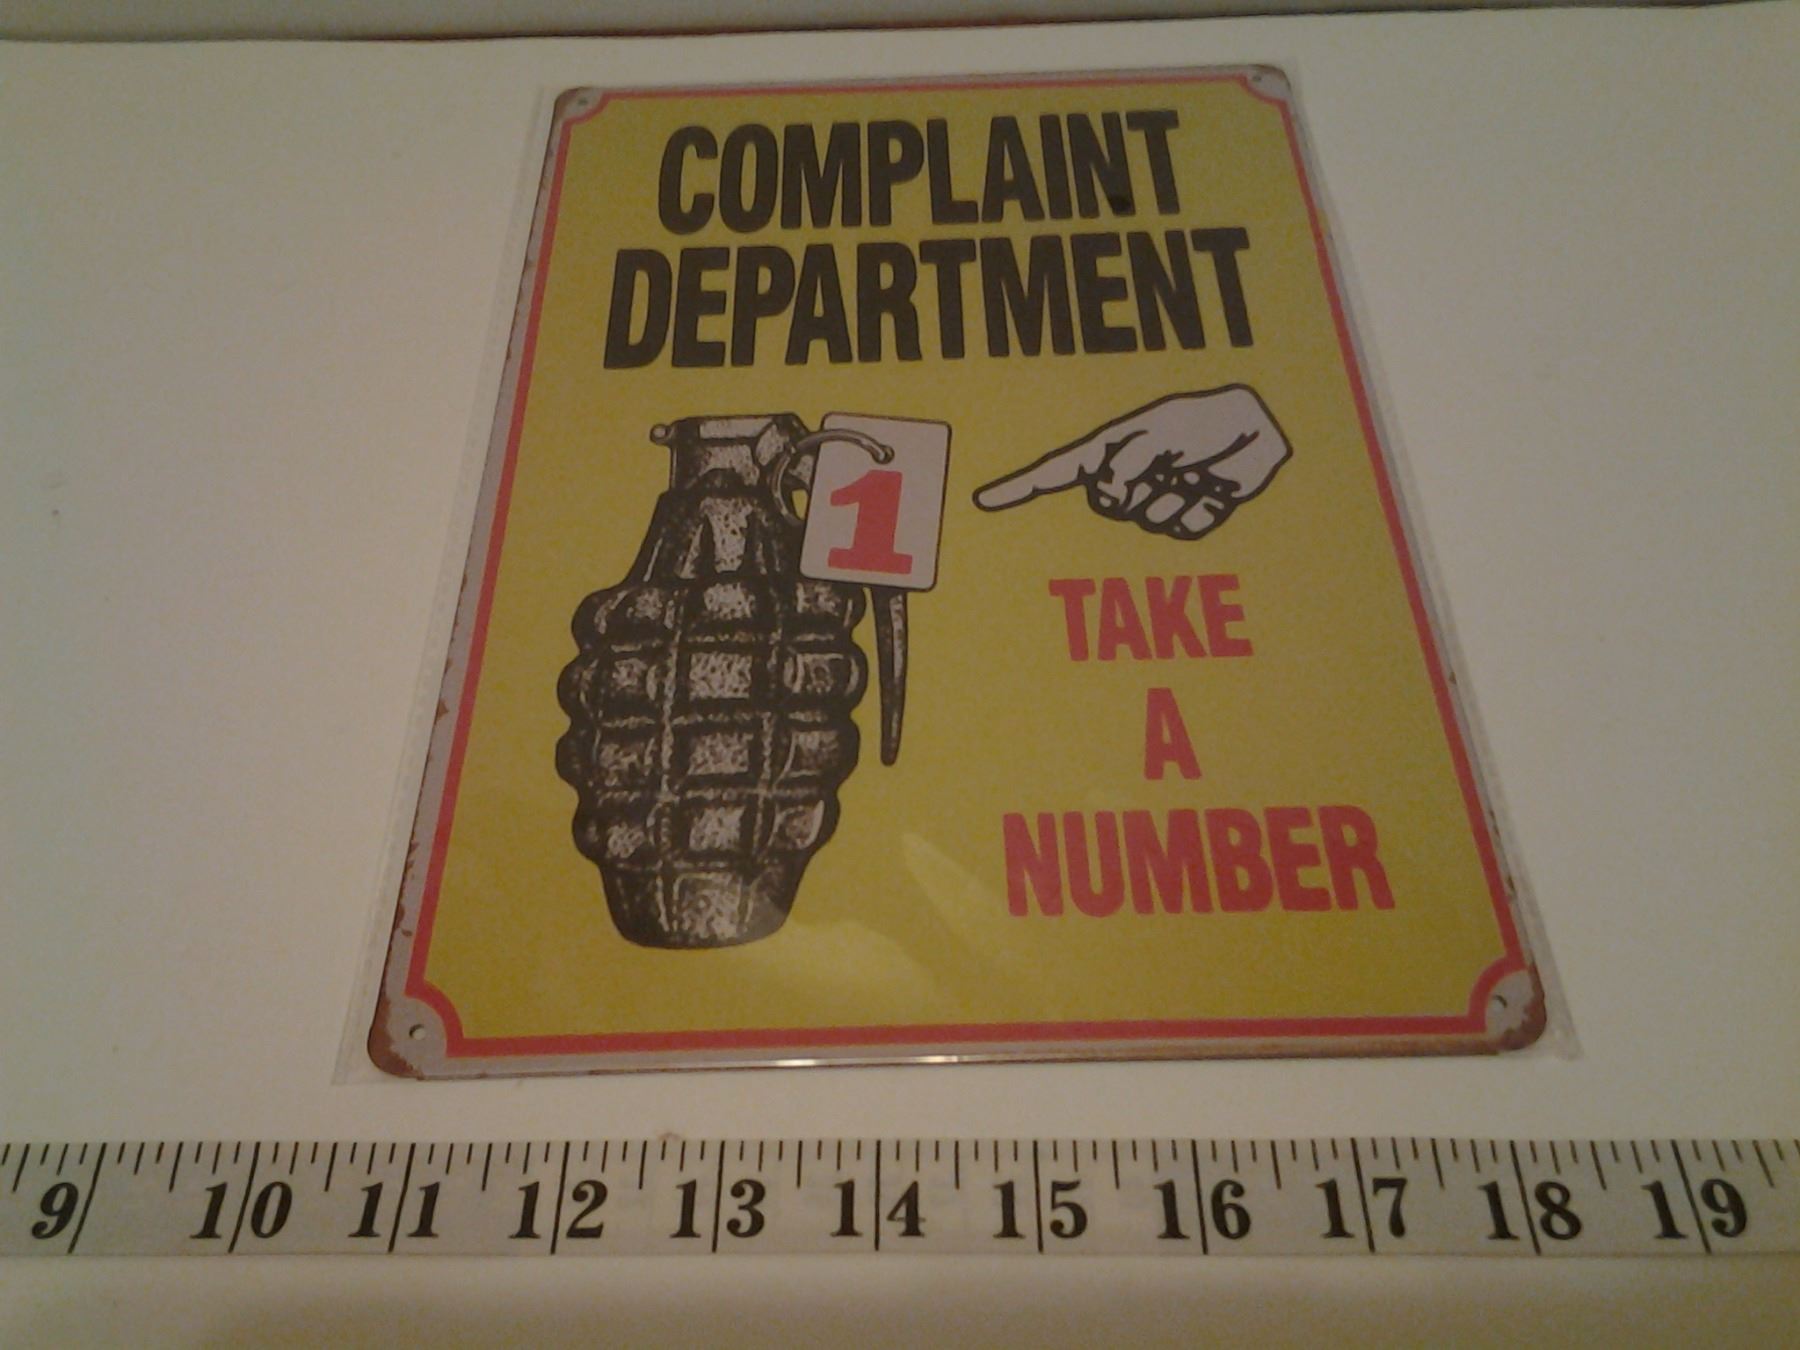 COMPLAINT
DEPARTMENT
1
TAKE
A
NUMBER
9 10 11 12 13 14 15 16 17 18 19